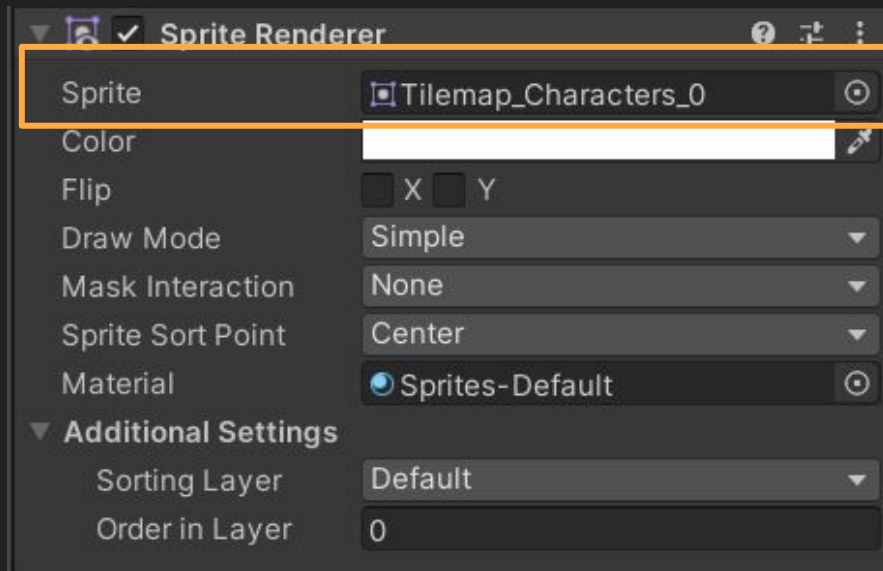 Sprite Renderer
Sprite Tilemap_Characters_0
Color
Flip X Y
Draw Mode Simple
Mask Interaction None
Sprite Sort Point Center
Material Sprites-Default
Additional Settings
Sorting Layer Default
Order in Layer 0